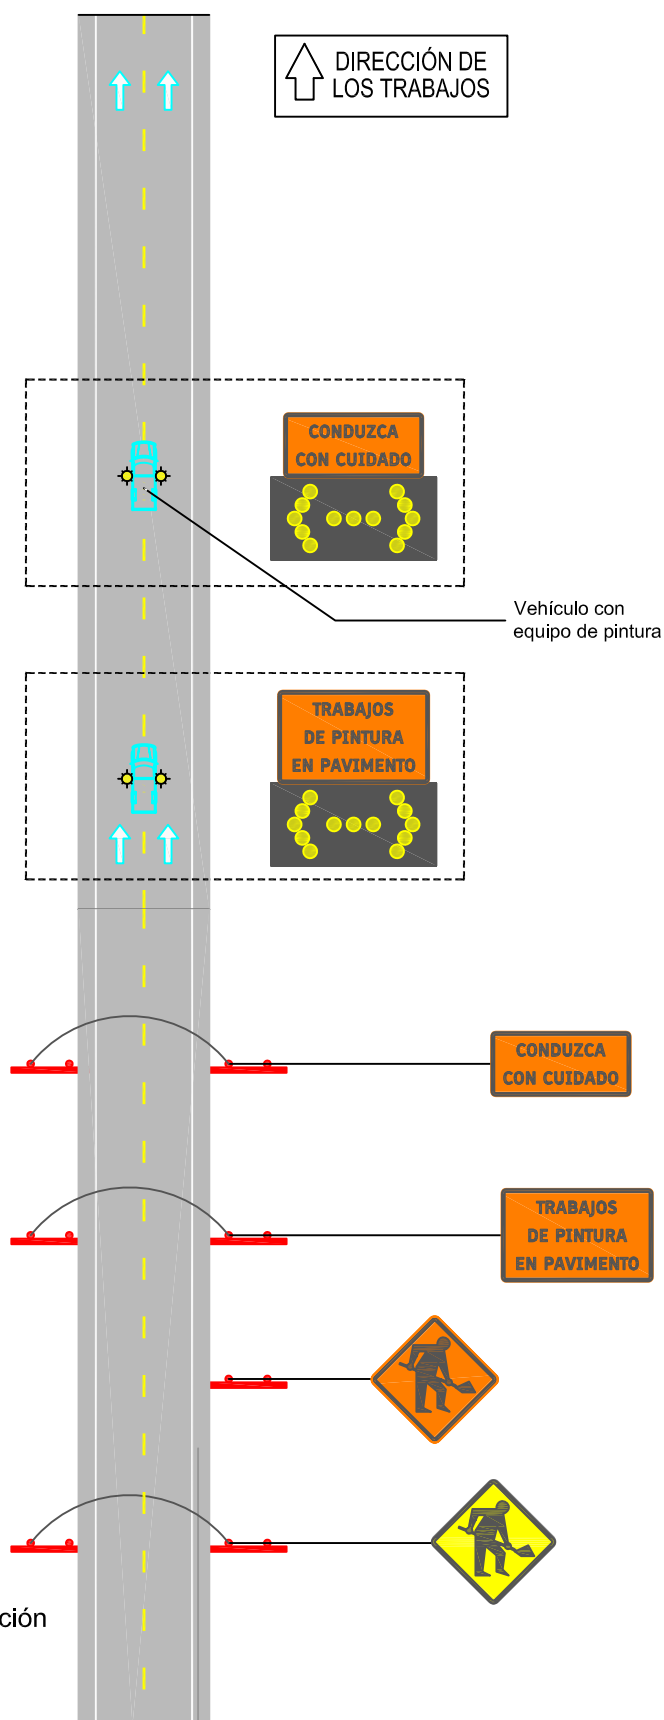 DIRECCIÓN DE
LOS TRABAJOS
CONDUZCA
CON CUIDADO
Vehículo con
equipo de pintura
TRABAJOS
DE PINTURA
EN PAVIMENTO
CONDUZCA
CON CUIDADO
TRABAJOS
DE PINTURA
EN PAVIMENTO
ción